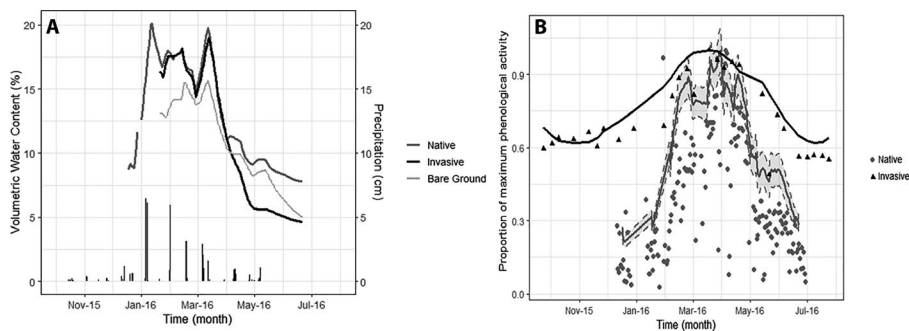 A
Volumetric Water Content (%)
20
15
10
5
0
20
15
10
5
0
Precipitation (cm)
Nov-15
Jan-16
Mar-16
May-16
Jul-16
Time (month)
Native
Invasive
Bare Ground
B
Proportion of maximum phenological activity
0.9
0.6
0.3
0.0
Nov-15
Jan-16
Mar-16
May-16
Jul-16
Time (month)
Native
Invasive